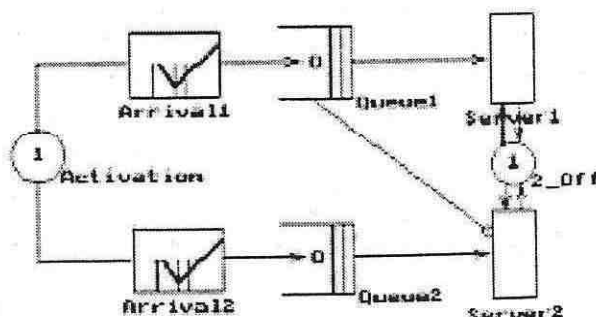 0
Queue1
Arrival1
Server1
1
Activation
1
2_Off
0
Queue2
Arrival2
Server2